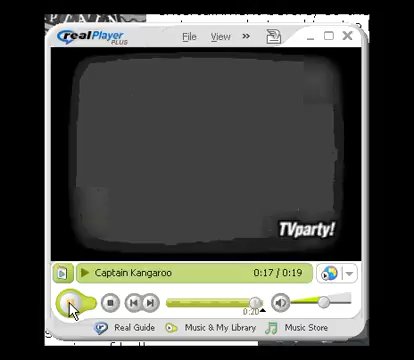 realPlayer
PLUS
File View »
TVparty!
Captain Kangaroo 0:17 / 0:19
0:20
Real Guide Music & My Library Music Store